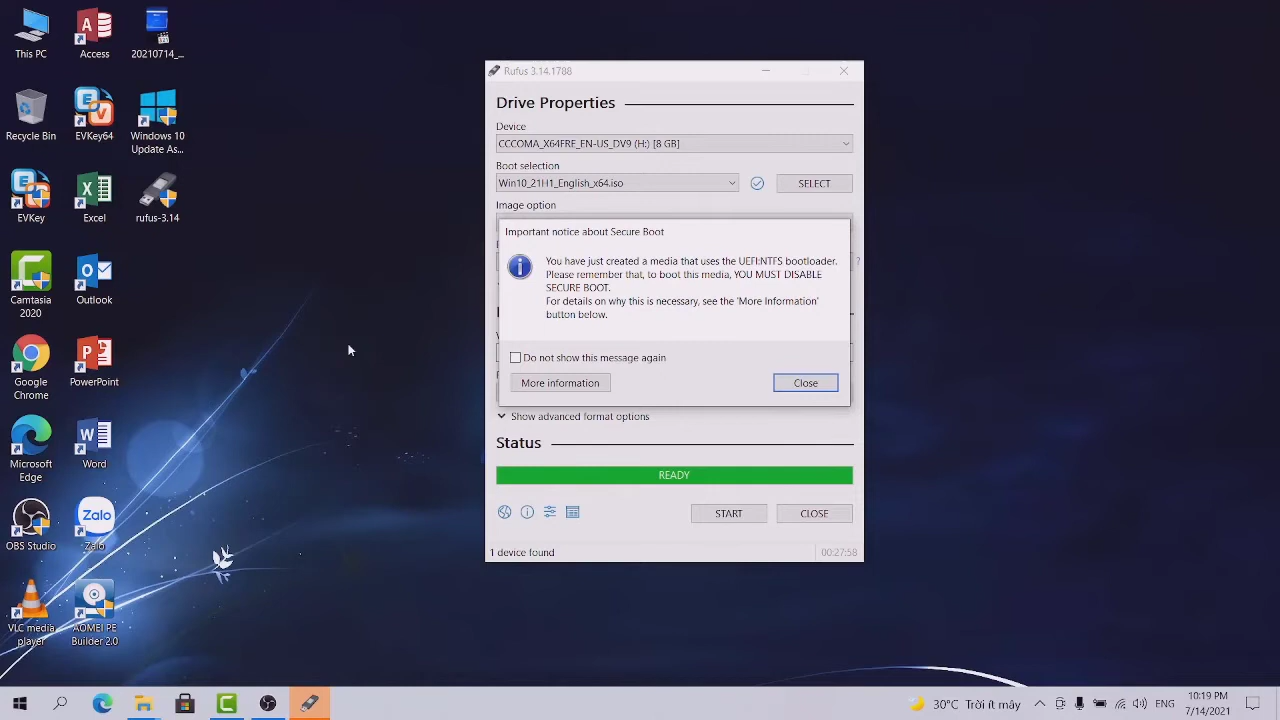 This PC
Access
20210714_...
Recycle Bin
EVKey64
Windows 10
Update As...
EVKey
Excel
rufus-3.14
Camtasia
2020
Outlook
Google
Chrome
PowerPoint
Microsoft
Edge
Word
OBS Studio
Zalo
Zalo
VLC media
player
AOMEI PE
Builder 2.0
Rufus 3.14.1788
Drive Properties
Device
CCCOMA_X64FRE_EN-US_DV9 (H:) [8 GB]
Boot selection
Win10_21H1_English_x64.iso
SELECT
Image option
?
Important notice about Secure Boot
You have just created a media that uses the UEFI:NTFS bootloader.
Please remember that, to boot this media, YOU MUST DISABLE
SECURE BOOT.
For details on why this is necessary, see the 'More Information'
button below.
Do not show this message again
More information
Close
Show advanced format options
Status
READY
START
CLOSE
1 device found
00:27:58
30°C Trời ít mây
ENG
10:19 PM
7/14/2021